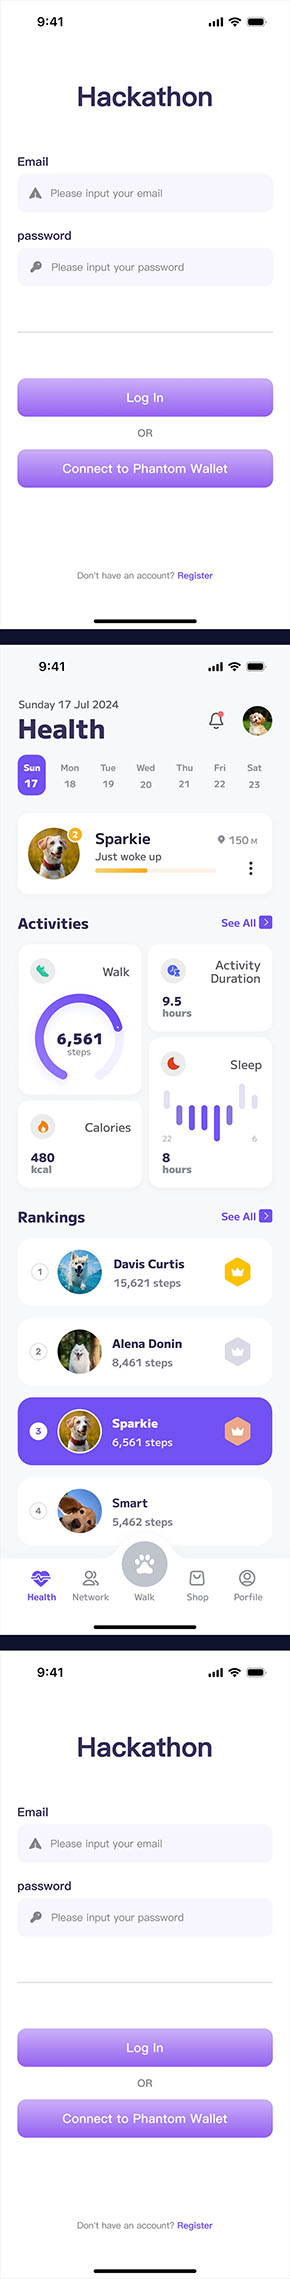 9:41
Hackathon
Email
Please input your email
password
Please input your password
Log In
OR
Connect to Phantom Wallet
Don't have an account? Register
9:41
Sunday 17 Jul 2024
Health
Sun Mon Tue Wed Thu Fri Sat
17 18 19 20 21 22 23
2
Sparkie
150 M
Just woke up
Activities
See All
Walk
6,561
steps
Activity
Duration
9.5
hours
Calories
480
kcal
Sleep
22 6
8
hours
Rankings
See All
1
Davis Curtis
15,621 steps
2
Alena Donin
8,461 steps
3
Sparkie
6,561 steps
4
Smart
5,462 steps
Health Network Walk Shop Porfile
9:41
Hackathon
Email
Please input your email
password
Please input your password
Log In
OR
Connect to Phantom Wallet
Don't have an account? Register